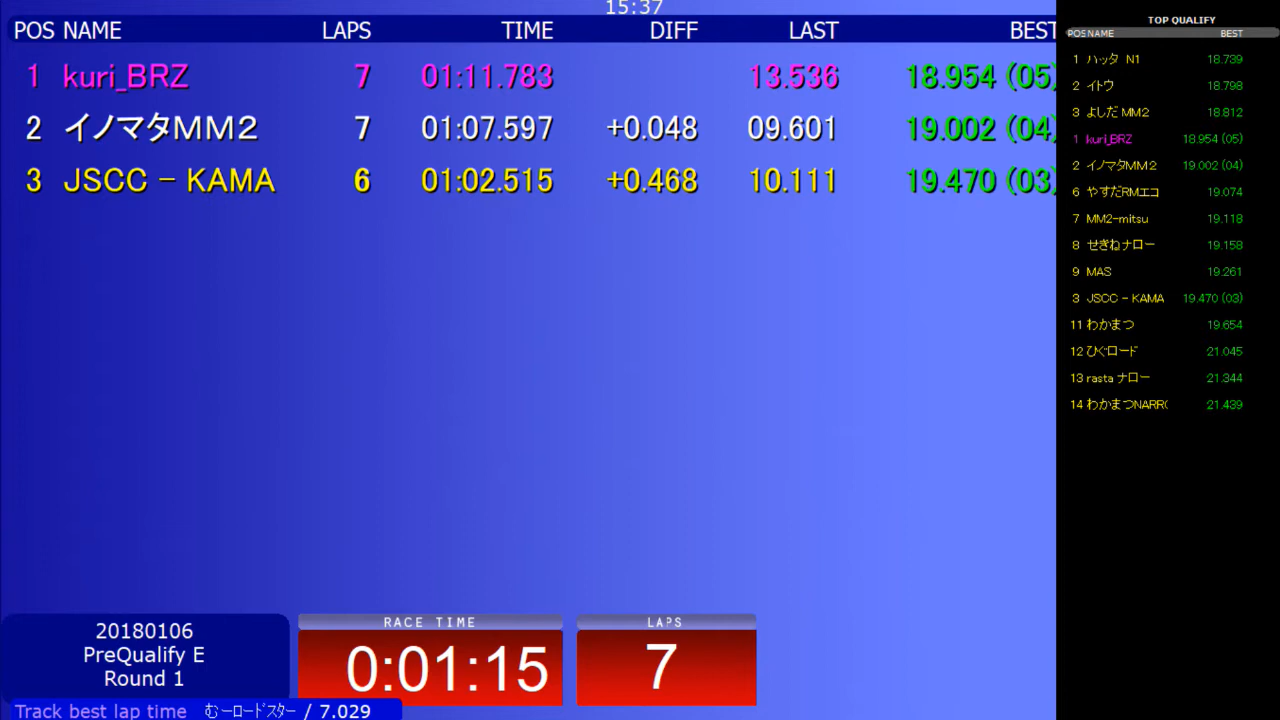 15:37
POS NAME LAPS TIME DIFF LAST BEST
1 kuri_BRZ 7 01:11.783 13.536 18.954 (05)
2 イノマタMM2 7 01:07.597 +0.048 09.601 19.002 (04)
3 JSCC - KAMA 6 01:02.515 +0.468 10.111 19.470 (03)
20180106
PreQualify E
Round 1
RACE TIME
0:01:15
LAPS
7
Track best lap time むーロードスター / 7.029
TOP QUALIFY
POS NAME BEST
1 ハッタ N1 18.739
2 イトウ 18.798
3 よしだ MM2 18.812
1 kuri_BRZ 18.954 (05)
2 イノマタMM2 19.002 (04)
6 やすだRMエコ 19.074
7 MM2-mitsu 19.118
8 せきねナロー 19.158
9 MAS 19.261
3 JSCC - KAMA 19.470 (03)
11 わかまつ 19.654
12 ひぐロード 21.045
13 rasta ナロー 21.344
14 わかまつNARR 21.439